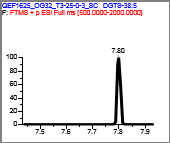 QEF1625_OG32_T3-25-0-3_SC DGTS-38:5
F: FTMS + p ESI Full ms [500.0000-2000.0000]
7.80
100
80
60
40
20
0
7.5 7.6 7.7 7.8 7.9